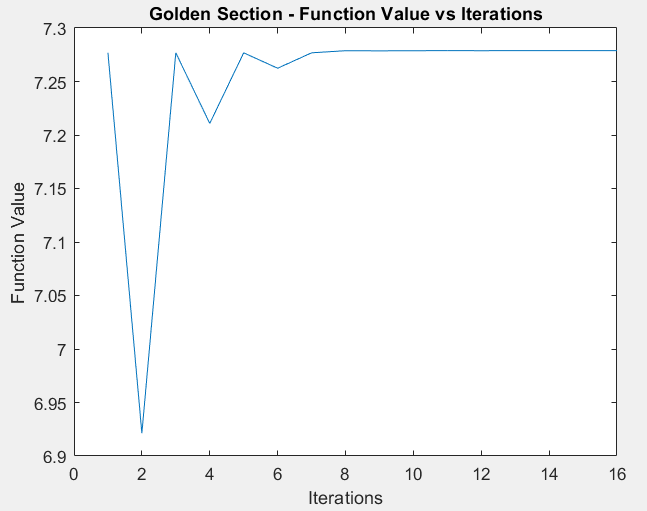 Golden Section - Function Value vs Iterations
7.3
7.25
7.2
7.15
7.1
7.05
7
6.95
6.9
Function Value
0 2 4 6 8 10 12 14 16
Iterations